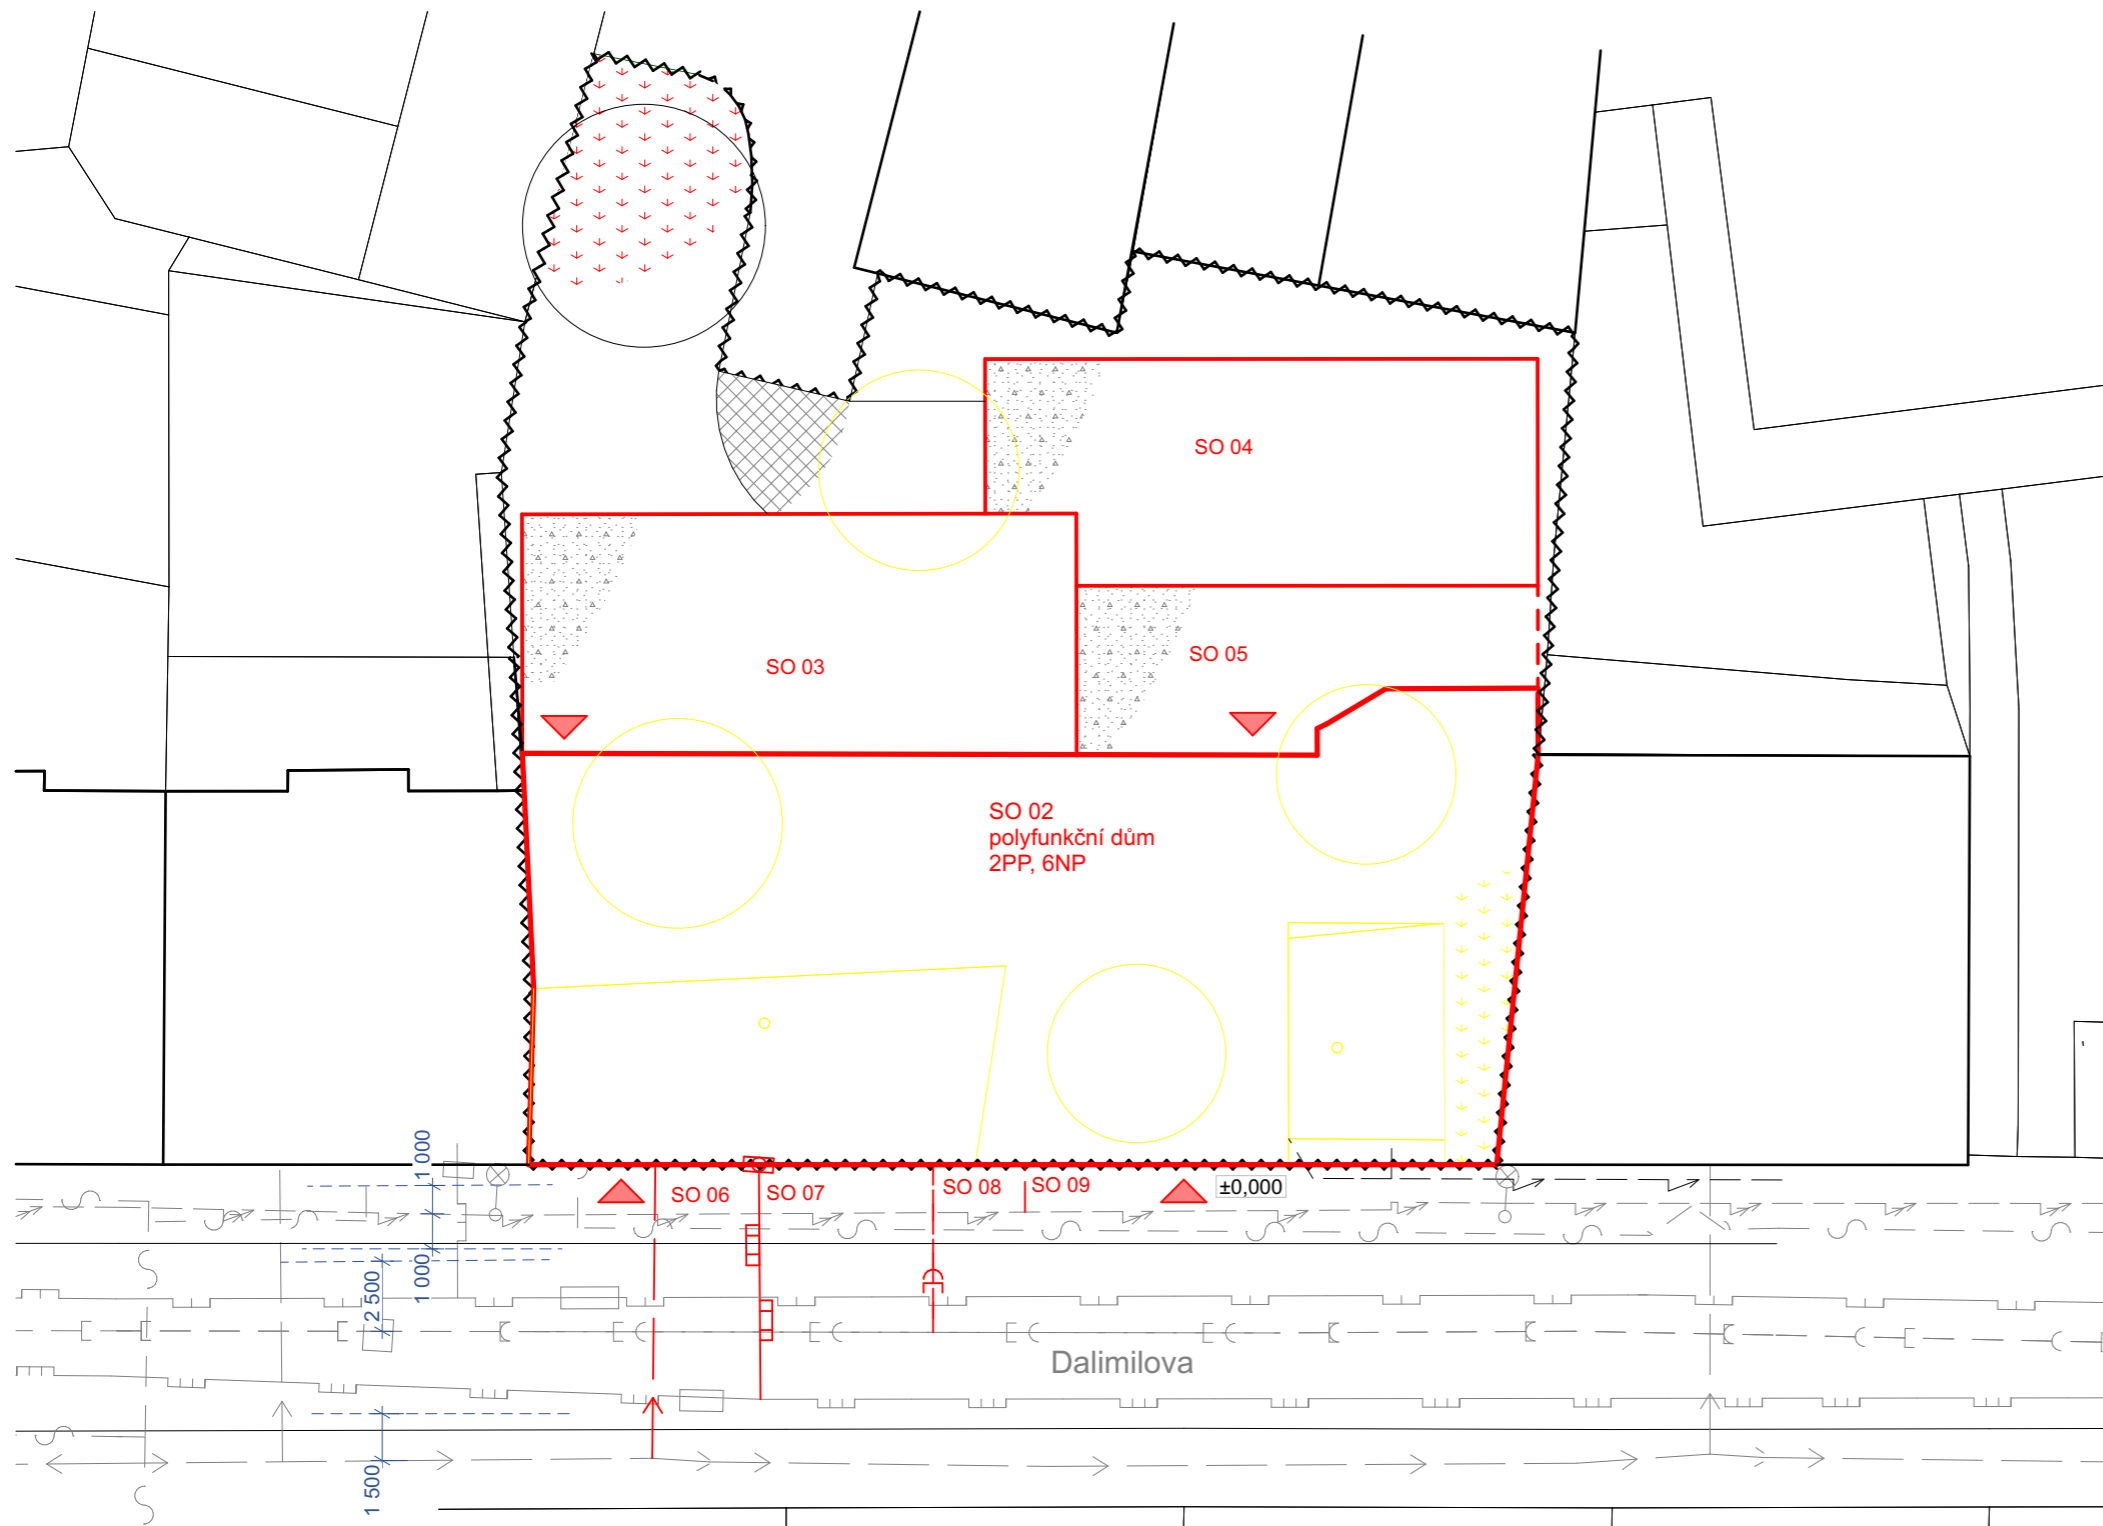 SO 04
SO 03
SO 05
SO 02
polyfunkční dům
2PP, 6NP
SO 06
SO 07
SO 08
SO 09
±0,000
1 000
1 000
2 500
1 500
Dalimilova